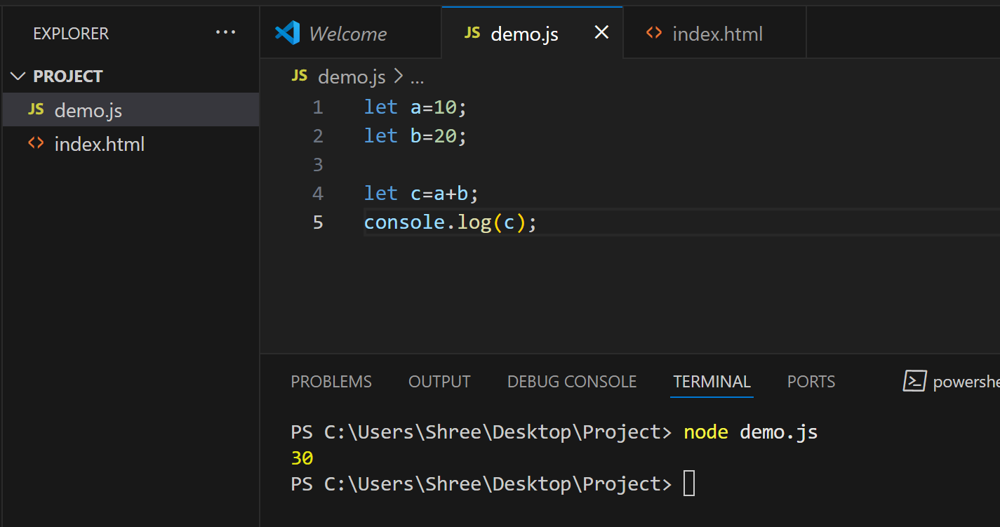 EXPLORER ···
PROJECT
JS demo.js
<> index.html
Welcome
JS demo.js ×
<> index.html
JS demo.js > ...
1 let a=10;
2 let b=20;
3
4 let c=a+b;
5 console.log(c);
PROBLEMS OUTPUT DEBUG CONSOLE TERMINAL PORTS powershe
PS C:\Users\Shree\Desktop\Project> node demo.js
30
PS C:\Users\Shree\Desktop\Project>